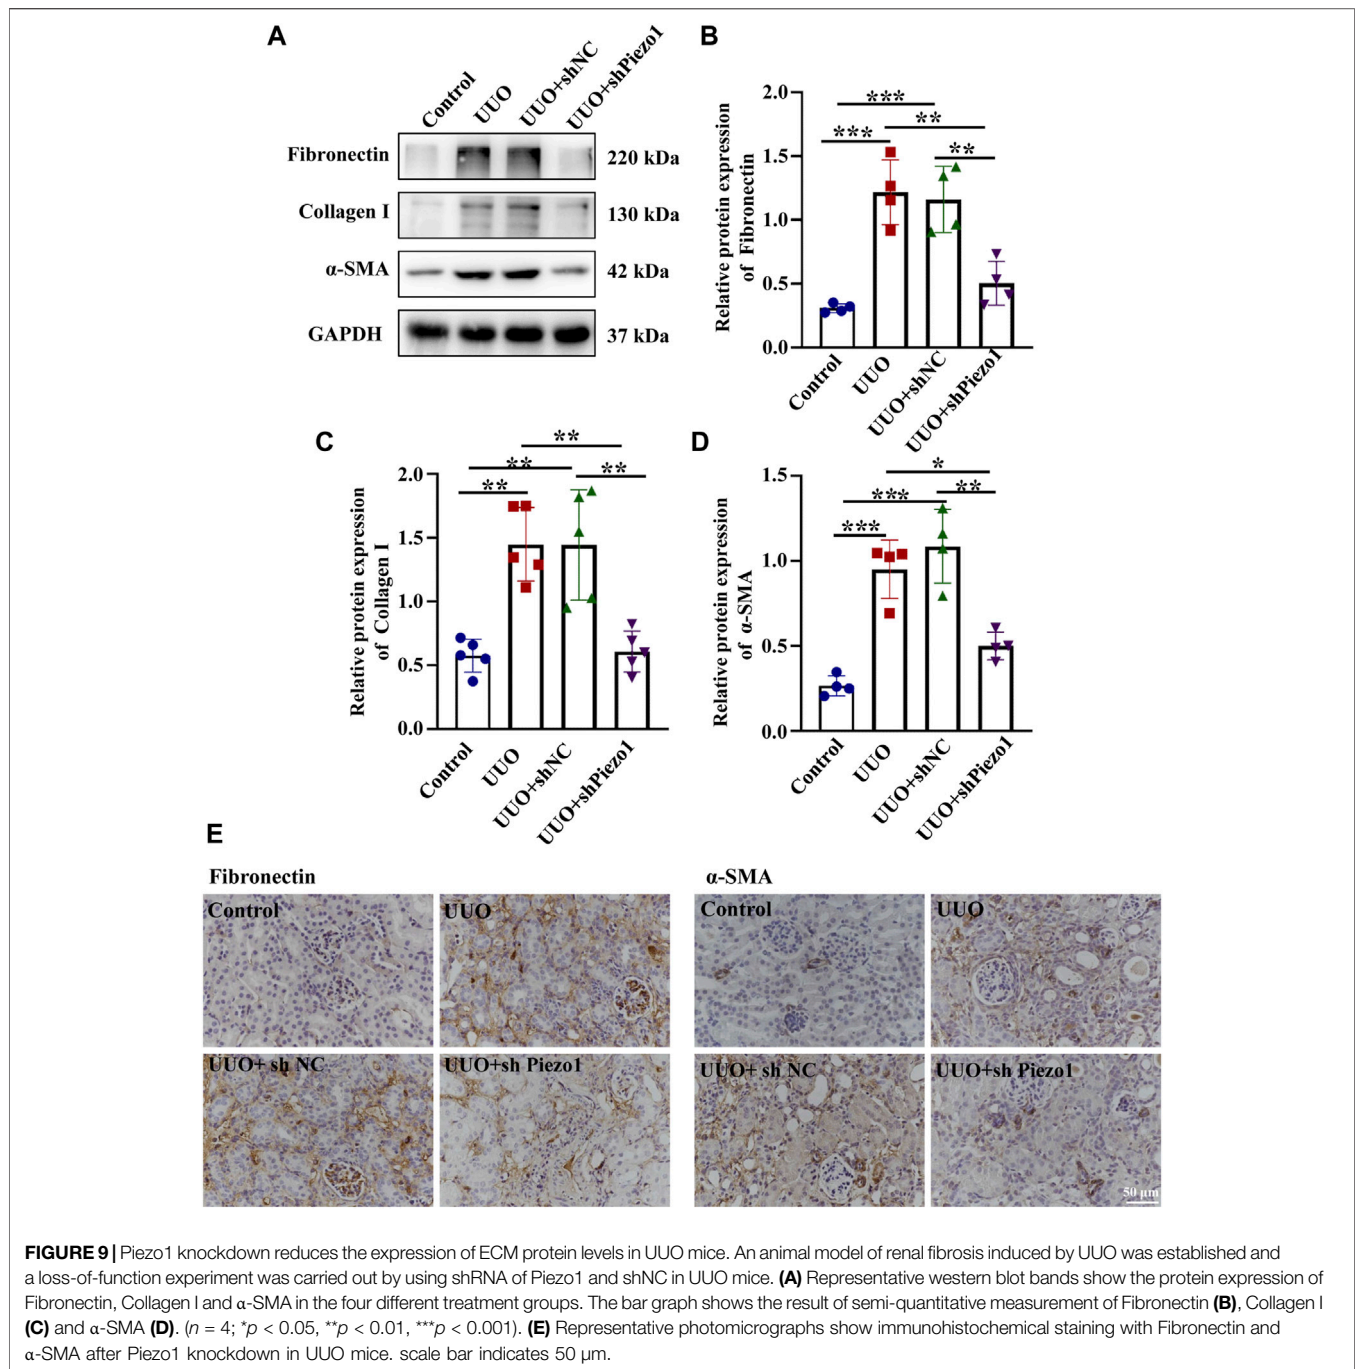 A
Control
UUO
UUO+shNC
UUO+shPiezo1
Fibronectin
220 kDa
Collagen I
130 kDa
α-SMA
42 kDa
GAPDH
37 kDa
B
Relative protein expression
of Fibronectin
2.0
1.5
1.0
0.5
0.0
***
**
***
**
Control
UUO
UUO+shNC
UUO+shPiezo1
C
Relative protein expression
of Collagen I
2.0
1.5
1.0
0.5
0.0
**
**
**
**
Control
UUO
UUO+shNC
UUO+shPiezo1
D
Relative protein expression
of α-SMA
1.5
1.0
0.5
0.0
*
**
***
***
Control
UUO
UUO+shNC
UUO+shPiezo1
E
Fibronectin
Control
UUO
UUO+ sh NC
UUO+sh Piezo1
α-SMA
Control
UUO
UUO+ sh NC
UUO+sh Piezo1
50 μm
FIGURE 9 | Piezo1 knockdown reduces the expression of ECM protein levels in UUO mice. An animal model of renal fibrosis induced by UUO was established and
a loss-of-function experiment was carried out by using shRNA of Piezo1 and shNC in UUO mice. (A) Representative western blot bands show the protein expression of
Fibronectin, Collagen I and α-SMA in the four different treatment groups. The bar graph shows the result of semi-quantitative measurement of Fibronectin (B), Collagen I
(C) and α-SMA (D). (n = 4; *p < 0.05, **p < 0.01, ***p < 0.001). (E) Representative photomicrographs show immunohistochemical staining with Fibronectin and
α-SMA after Piezo1 knockdown in UUO mice. scale bar indicates 50 μm.